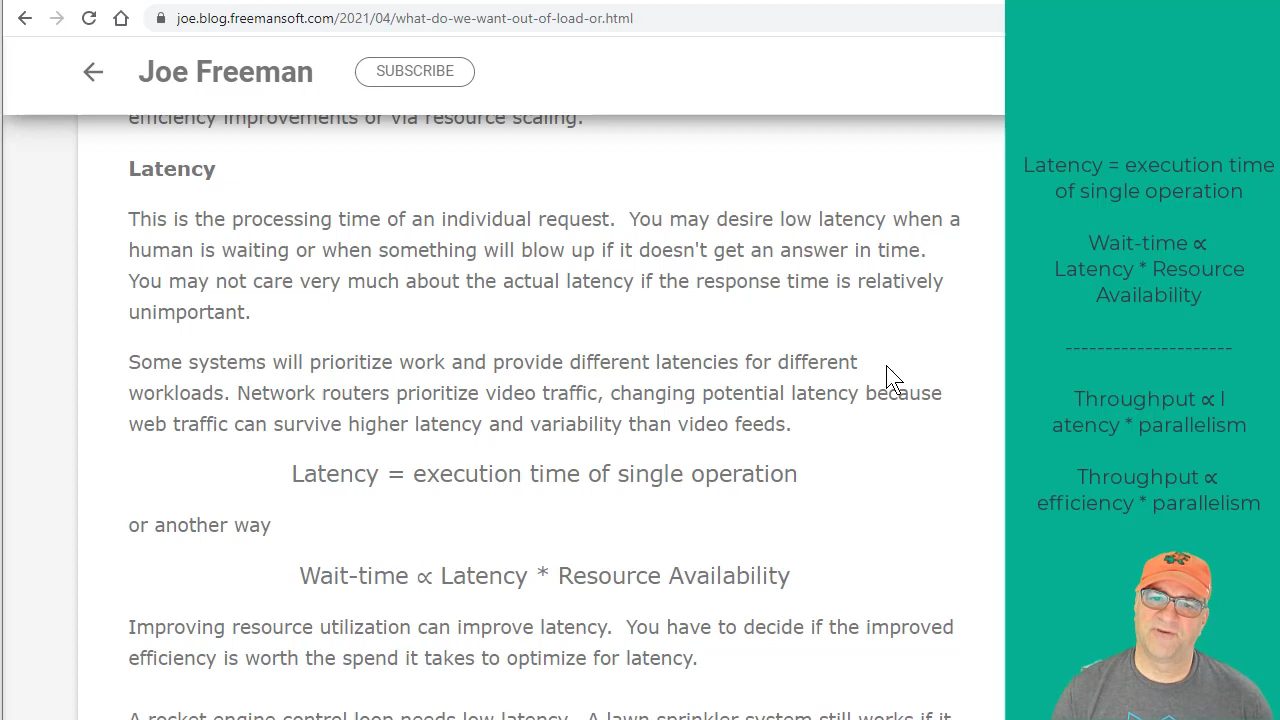 joe.blog.freemansoft.com/2021/04/what-do-we-want-out-of-load-or.html
Joe Freeman
SUBSCRIBE
efficiency improvements or via resource scaling.
Latency
This is the processing time of an individual request.  You may desire low latency when a
human is waiting or when something will blow up if it doesn't get an answer in time.
You may not care very much about the actual latency if the response time is relatively
unimportant.
Some systems will prioritize work and provide different latencies for different
workloads. Network routers prioritize video traffic, changing potential latency because
web traffic can survive higher latency and variability than video feeds.
Latency = execution time of single operation
or another way
Wait-time ∝ Latency * Resource Availability
Improving resource utilization can improve latency.  You have to decide if the improved
efficiency is worth the spend it takes to optimize for latency.
A rocket engine control loop needs low latency.  A lawn sprinkler system still works if it
Latency = execution time
of single operation
Wait-time ∝
Latency * Resource
Availability
---------------------
Throughput ∝ l
atency * parallelism
Throughput ∝
efficiency * parallelism